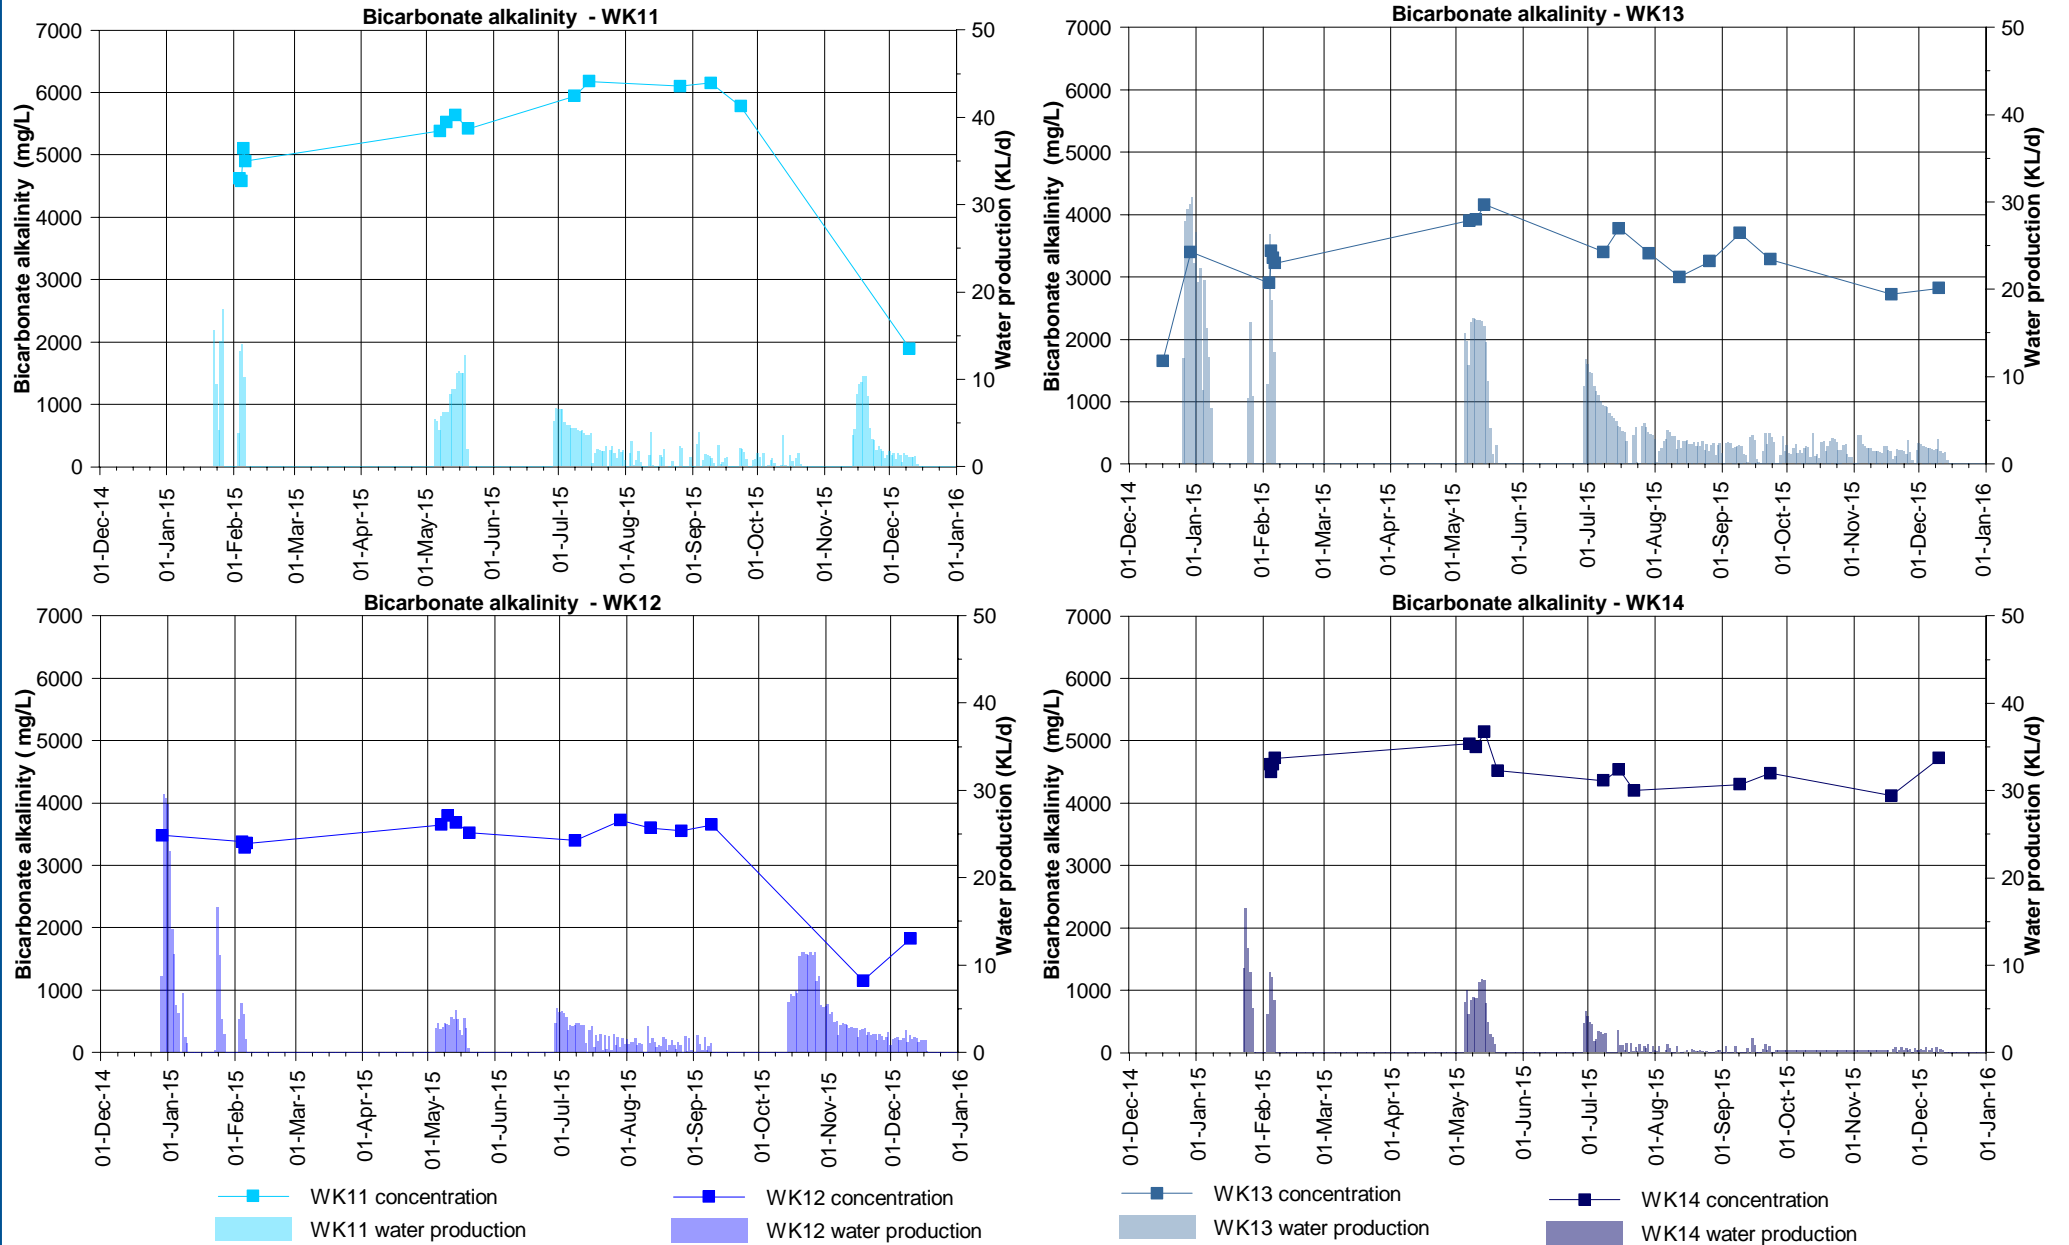 Bicarbonate alkalinity - WK11
7000
6000
5000
4000
3000
2000
1000
0
Bicarbonate alkalinity (mg/L)
50
40
30
20
10
0
Water production (KL/d)
01-Dec-14
01-Jan-15
01-Feb-15
01-Mar-15
01-Apr-15
01-May-15
01-Jun-15
01-Jul-15
01-Aug-15
01-Sep-15
01-Oct-15
01-Nov-15
01-Dec-15
01-Jan-16
Bicarbonate alkalinity - WK13
7000
6000
5000
4000
3000
2000
1000
0
Bicarbonate alkalinity (mg/L)
50
40
30
20
10
0
Water production (KL/d)
01-Dec-14
01-Jan-15
01-Feb-15
01-Mar-15
01-Apr-15
01-May-15
01-Jun-15
01-Jul-15
01-Aug-15
01-Sep-15
01-Oct-15
01-Nov-15
01-Dec-15
01-Jan-16
Bicarbonate alkalinity - WK12
7000
6000
5000
4000
3000
2000
1000
0
Bicarbonate alkalinity ( mg/L)
50
40
30
20
10
0
Water production (KL/d)
01-Dec-14
01-Jan-15
01-Feb-15
01-Mar-15
01-Apr-15
01-May-15
01-Jun-15
01-Jul-15
01-Aug-15
01-Sep-15
01-Oct-15
01-Nov-15
01-Dec-15
01-Jan-16
Bicarbonate alkalinity - WK14
7000
6000
5000
4000
3000
2000
1000
0
Bicarbonate alkalinity (mg/L)
50
40
30
20
10
0
Water production (KL/d)
01-Dec-14
01-Jan-15
01-Feb-15
01-Mar-15
01-Apr-15
01-May-15
01-Jun-15
01-Jul-15
01-Aug-15
01-Sep-15
01-Oct-15
01-Nov-15
01-Dec-15
01-Jan-16
WK11 concentration
WK11 water production
WK12 concentration
WK12 water production
WK13 concentration
WK13 water production
WK14 concentration
WK14 water production